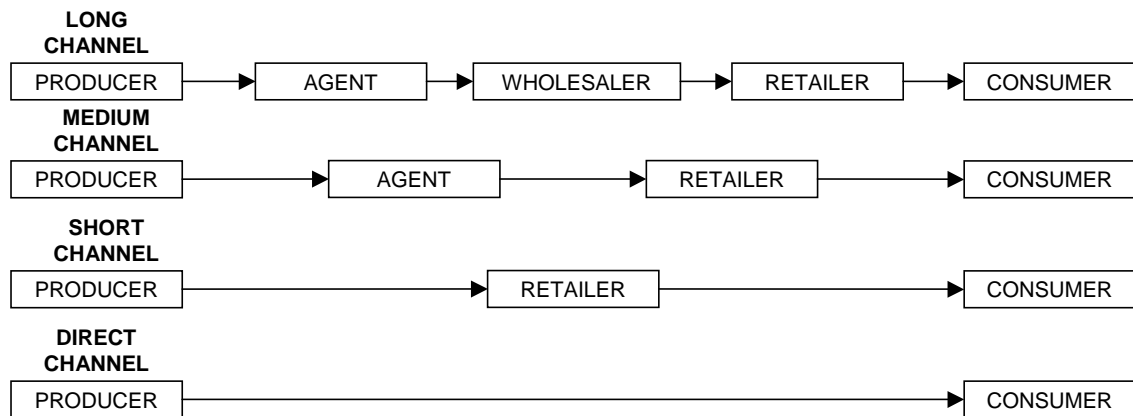 LONG
CHANNEL
PRODUCER AGENT WHOLESALER RETAILER CONSUMER
MEDIUM
CHANNEL
PRODUCER AGENT RETAILER CONSUMER
SHORT
CHANNEL
PRODUCER RETAILER CONSUMER
DIRECT
CHANNEL
PRODUCER CONSUMER